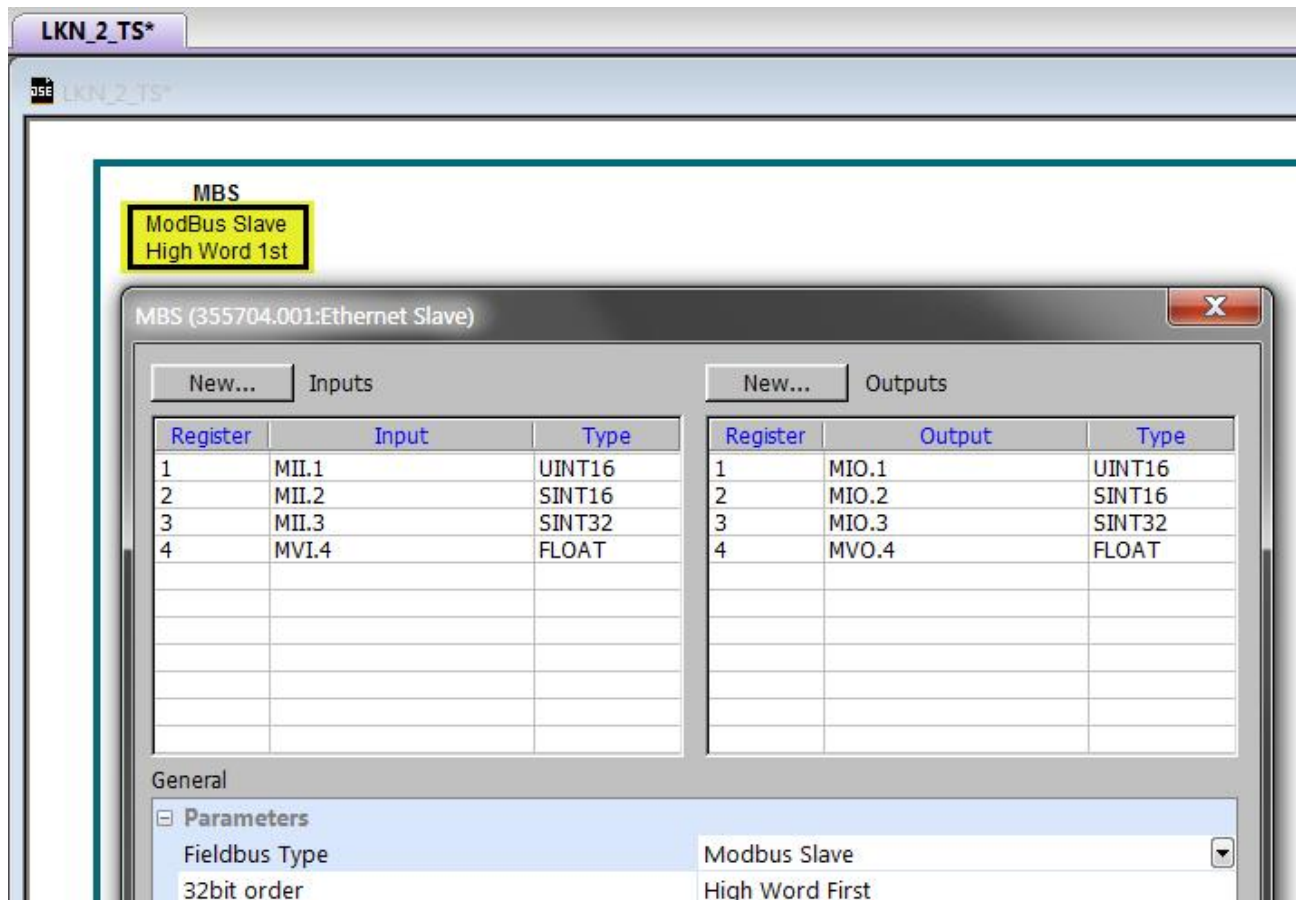 LKN_2_TS*
DSE LKN_2_TS*
MBS
ModBus Slave
High Word 1st
MBS (355704.001:Ethernet Slave)
X
New... Inputs New... Outputs
Register Input Type Register Output Type
1 MII.1 UINT16 1 MIO.1 UINT16
2 MII.2 SINT16 2 MIO.2 SINT16
3 MII.3 SINT32 3 MIO.3 SINT32
4 MVI.4 FLOAT 4 MVO.4 FLOAT
General
Parameters
Fieldbus Type Modbus Slave
32bit order High Word First